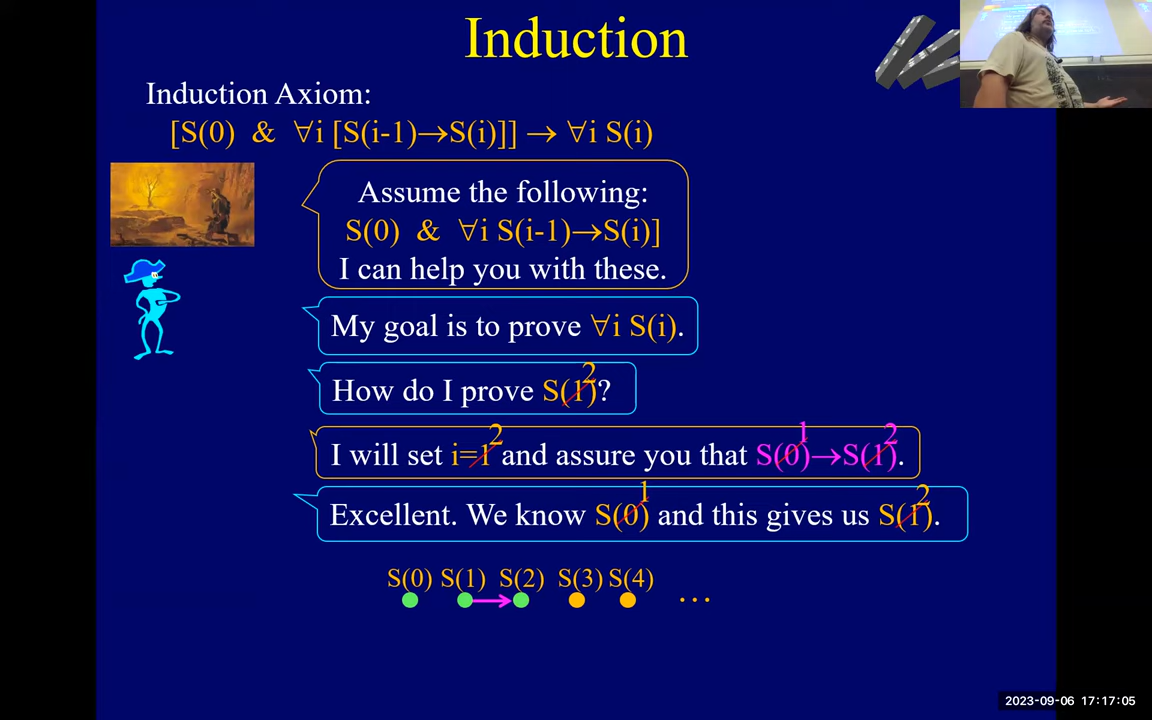 Induction
Induction Axiom:
[S(0) & ∀i [S(i-1)→S(i)]] → ∀i S(i)
Assume the following:
S(0) & ∀i S(i-1)→S(i)]
I can help you with these.
My goal is to prove ∀i S(i).
2
How do I prove S(1)?
2 1 2
I will set i=1 and assure you that S(0)→S(1).
1 2
Excellent. We know S(0) and this gives us S(1).
S(0) S(1) S(2) S(3) S(4) …
2023-09-06 17:17:05